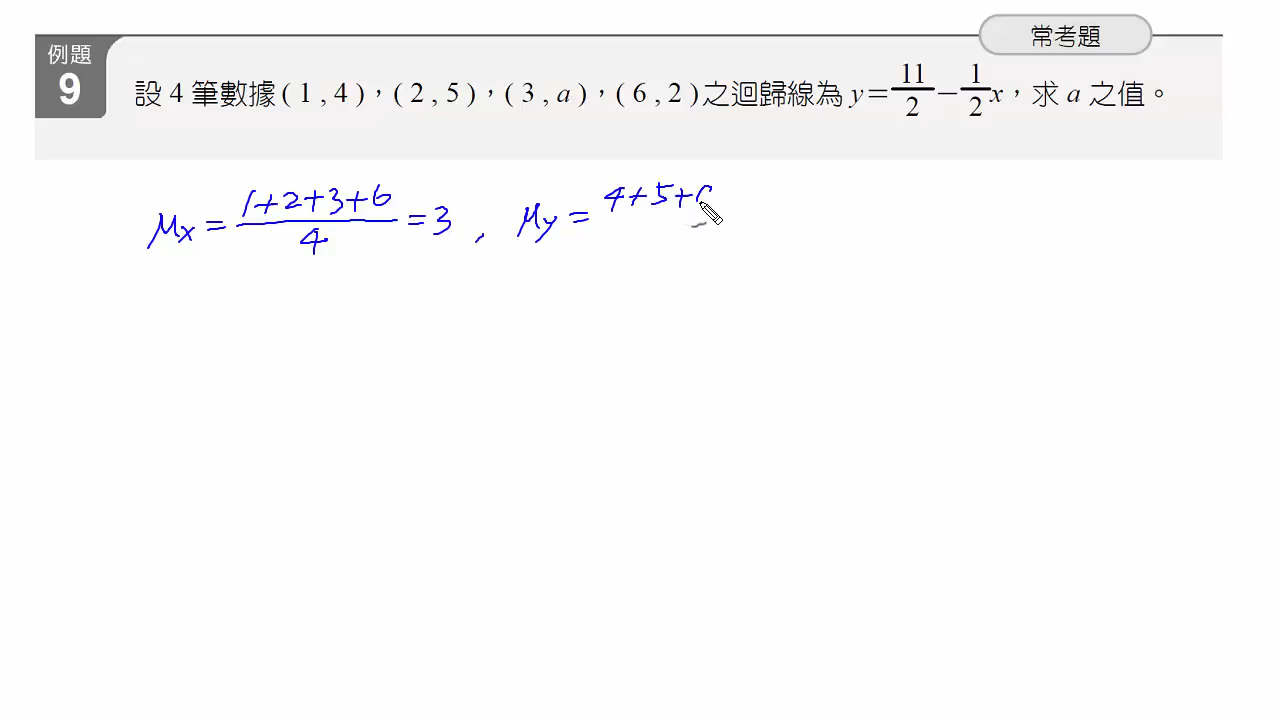 常考題
例題
9
設 4 筆數據 ( 1 , 4 ),( 2 , 5 ),( 3 , a ),( 6 , 2 )之迴歸線為 y=11/2−1/2x,求 a 之值。
μx = (1+2+3+6)/4 = 3 , μy = 4+5+